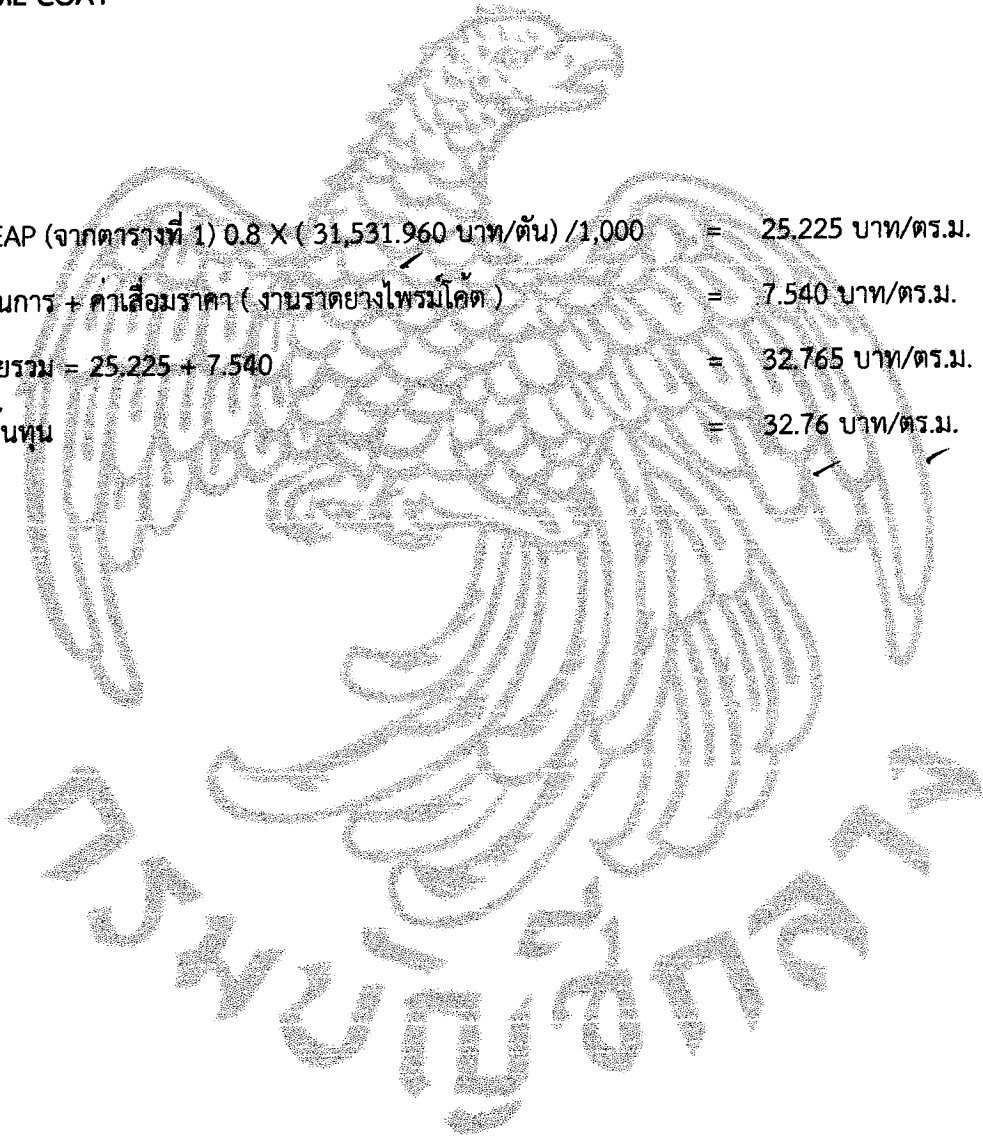 ME COAT
EAP (จากตารางที่ 1) 0.8 X ( 31,531.960 บาท/ตัน) /1,000 = 25.225 บาท/ตร.ม.
นการ + ค่าเสื่อมราคา ( งานราดยางไพรม์โค้ต ) = 7.540 บาท/ตร.ม.
ยรวม = 25.225 + 7.540 = 32.765 บาท/ตร.ม.
้นทุน = 32.76 บาท/ตร.ม.
กรมบัญชีกลาง